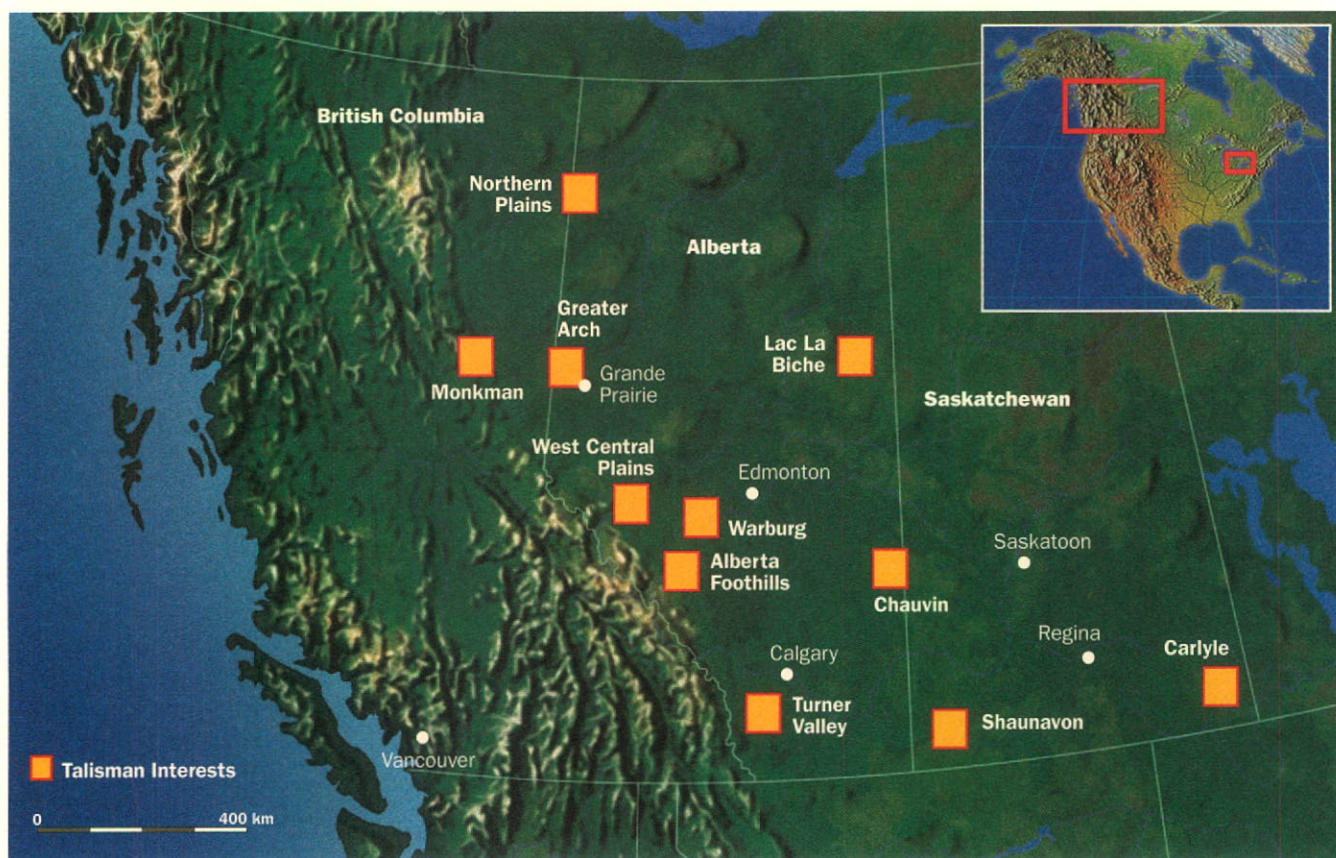 British Columbia
Northern
Plains
Alberta
Greater
Arch
Monkman
Grande
Prairie
Lac La
Biche
Saskatchewan
West Central
Plains
Edmonton
Warburg
Alberta
Foothills
Saskatoon
Chauvin
Regina
Carlyle
Calgary
Turner
Valley
Shaunavon
Vancouver
Talisman Interests
0 400 km